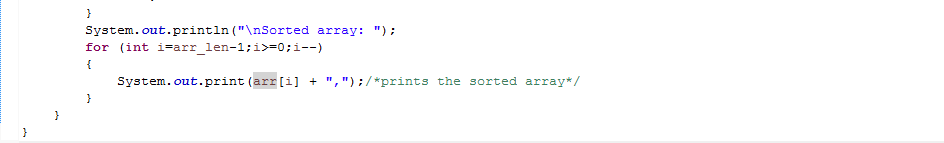 }
System.out.println("\nSorted array: ");
for (int i=arr_len-1;i>=0;i--)
{
System.out.print(arr[i] + ",");/*prints the sorted array*/
}
}
}